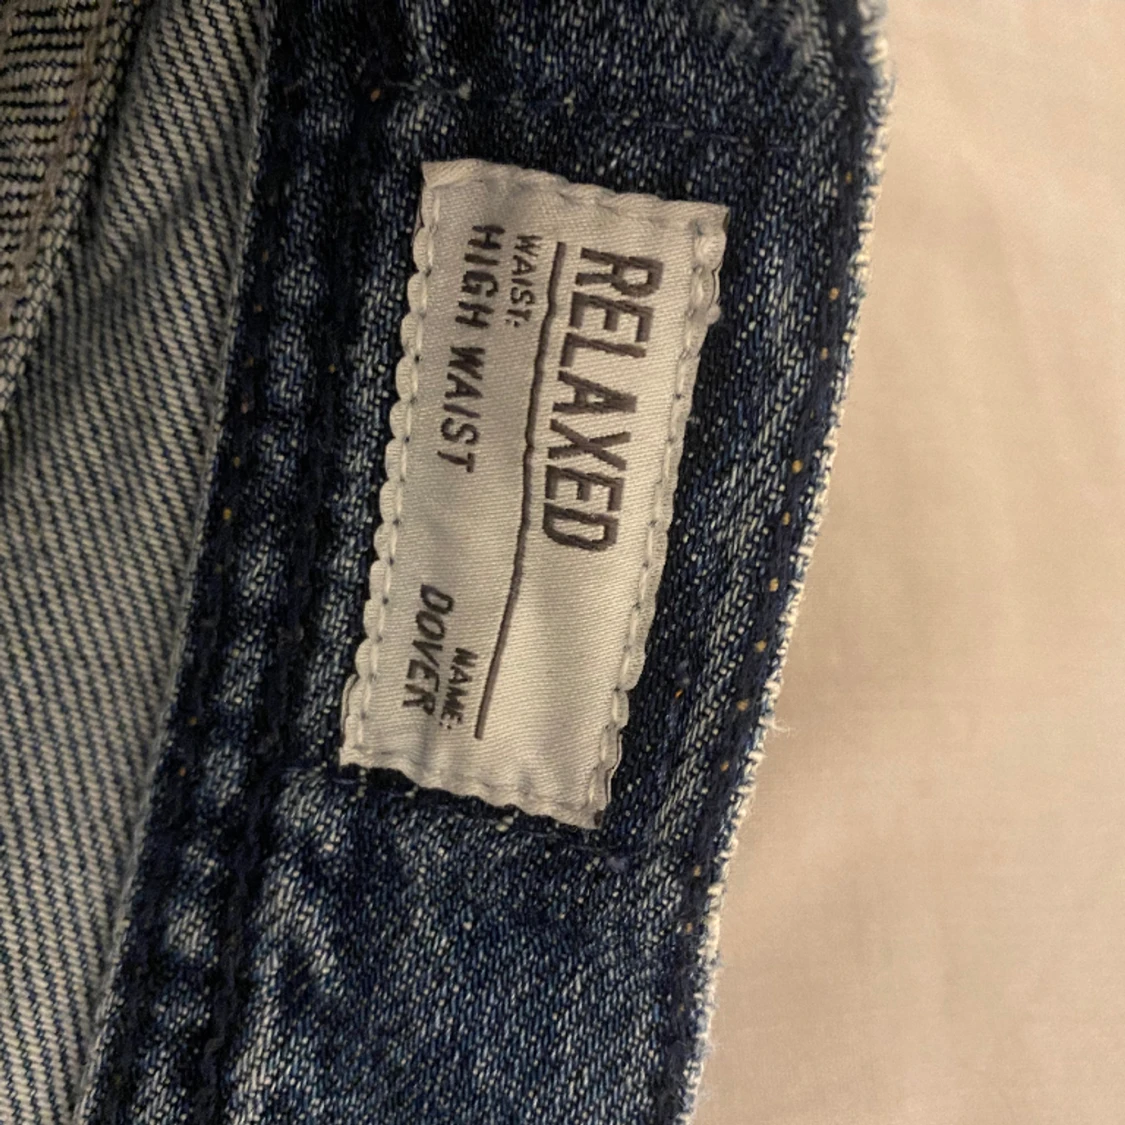 RELAXED
WAIST:
HIGH WAIST
NAME:
DOVER